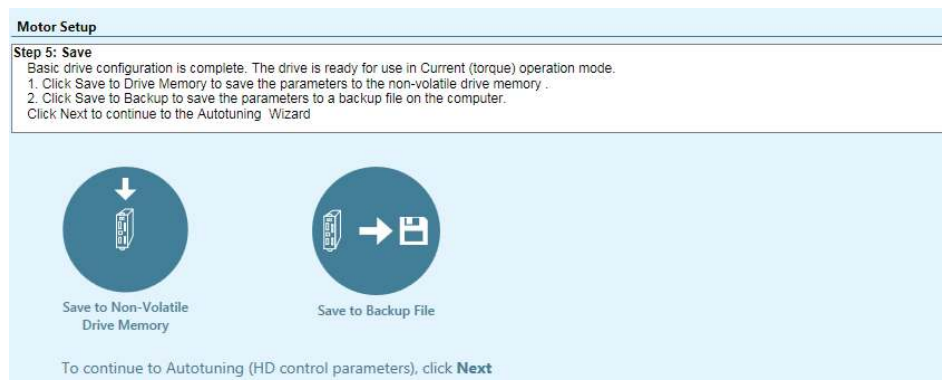 Motor Setup
Step 5: Save
Basic drive configuration is complete. The drive is ready for use in Current (torque) operation mode.
1. Click Save to Drive Memory to save the parameters to the non-volatile drive memory .
2. Click Save to Backup to save the parameters to a backup file on the computer.
Click Next to continue to the Autotuning Wizard
Save to Non-Volatile
Drive Memory
Save to Backup File
To continue to Autotuning (HD control parameters), click Next